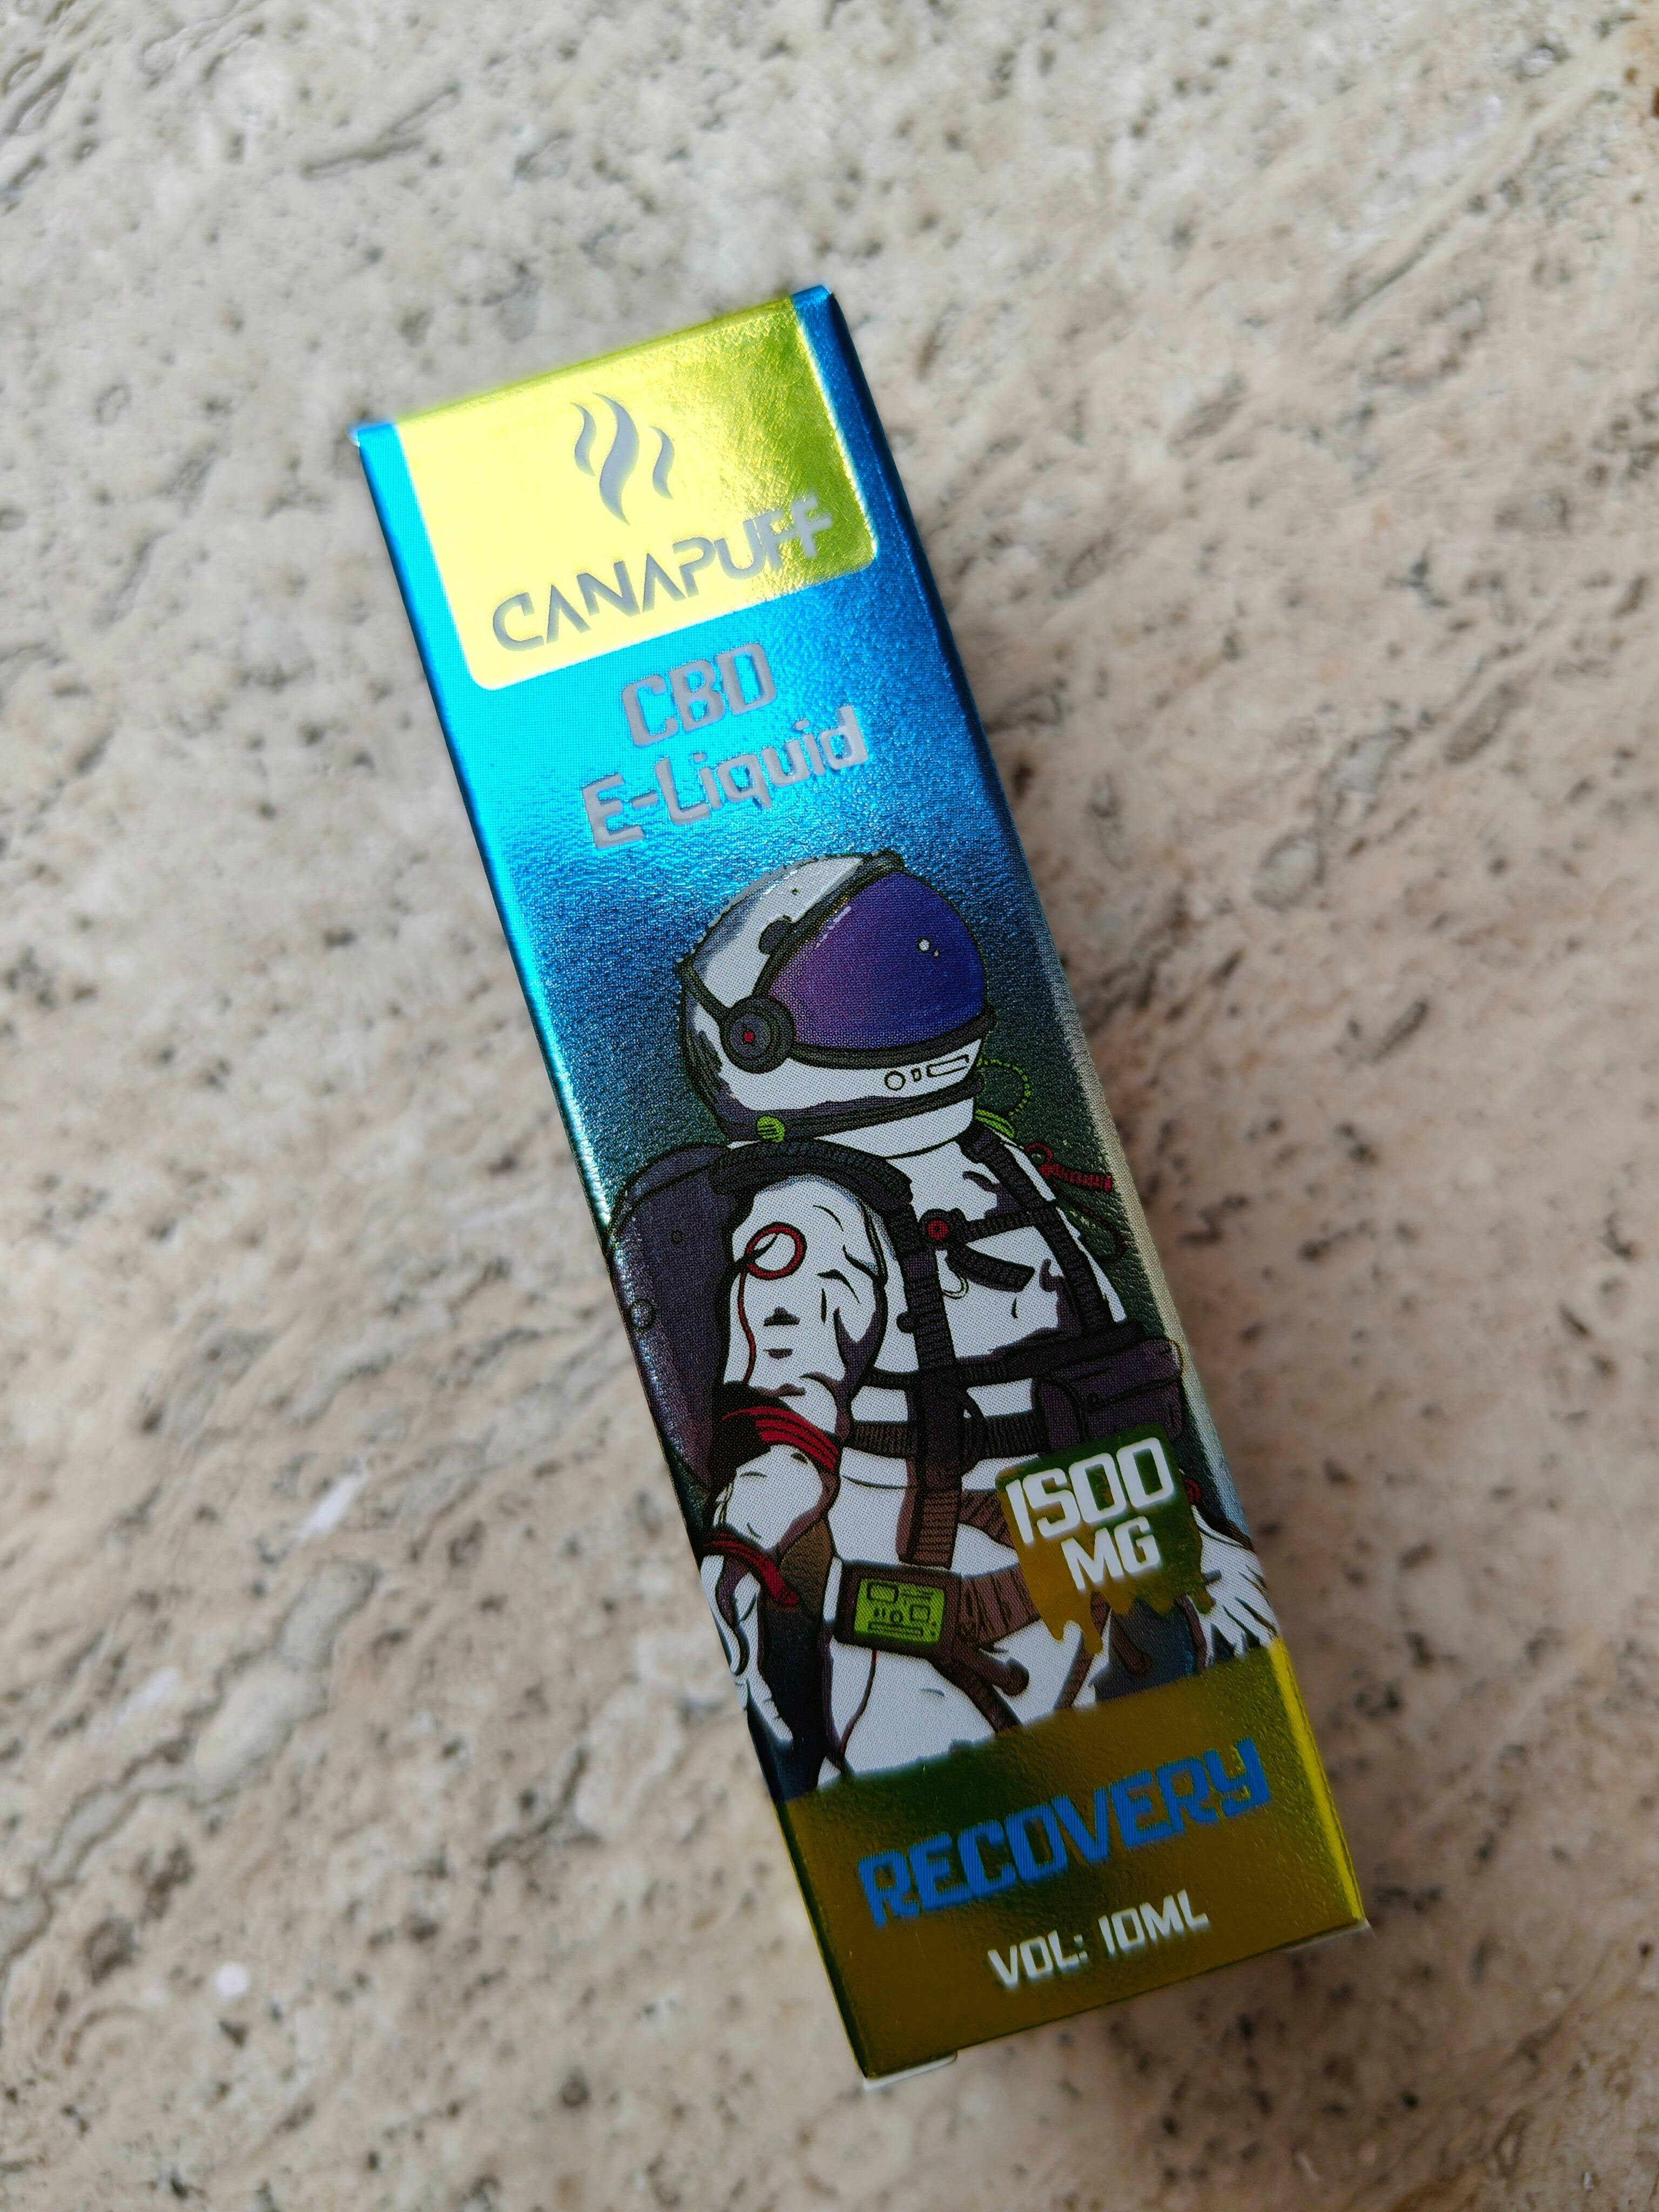 CANAPUFF
CBD
E-Liquid
1500
MG
RECOVERY
VOL: 10ML